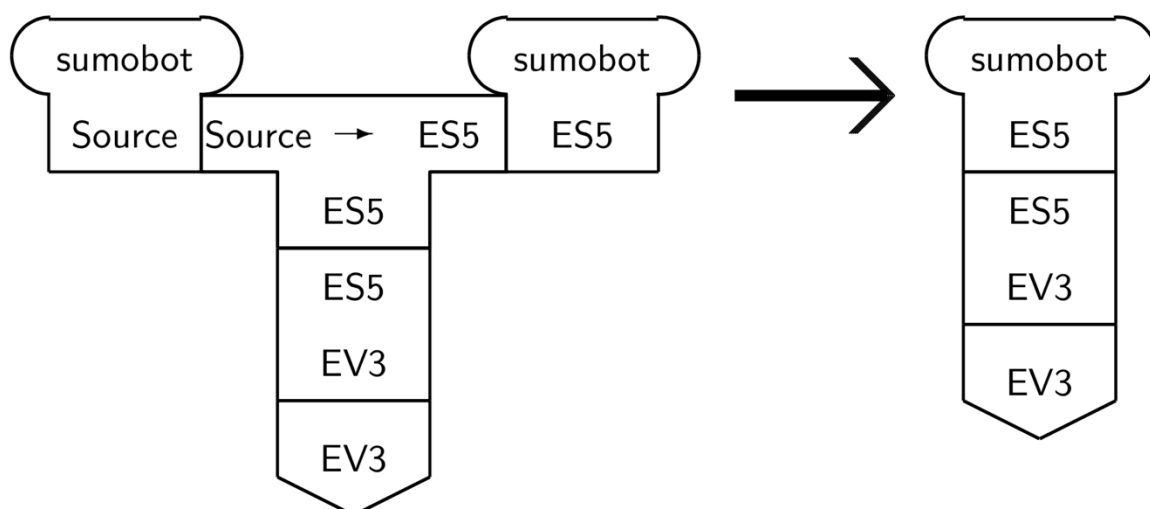 sumobot sumobot sumobot
Source Source → ES5 ES5 ES5
ES5 ES5
ES5 EV3
EV3 EV3
EV3